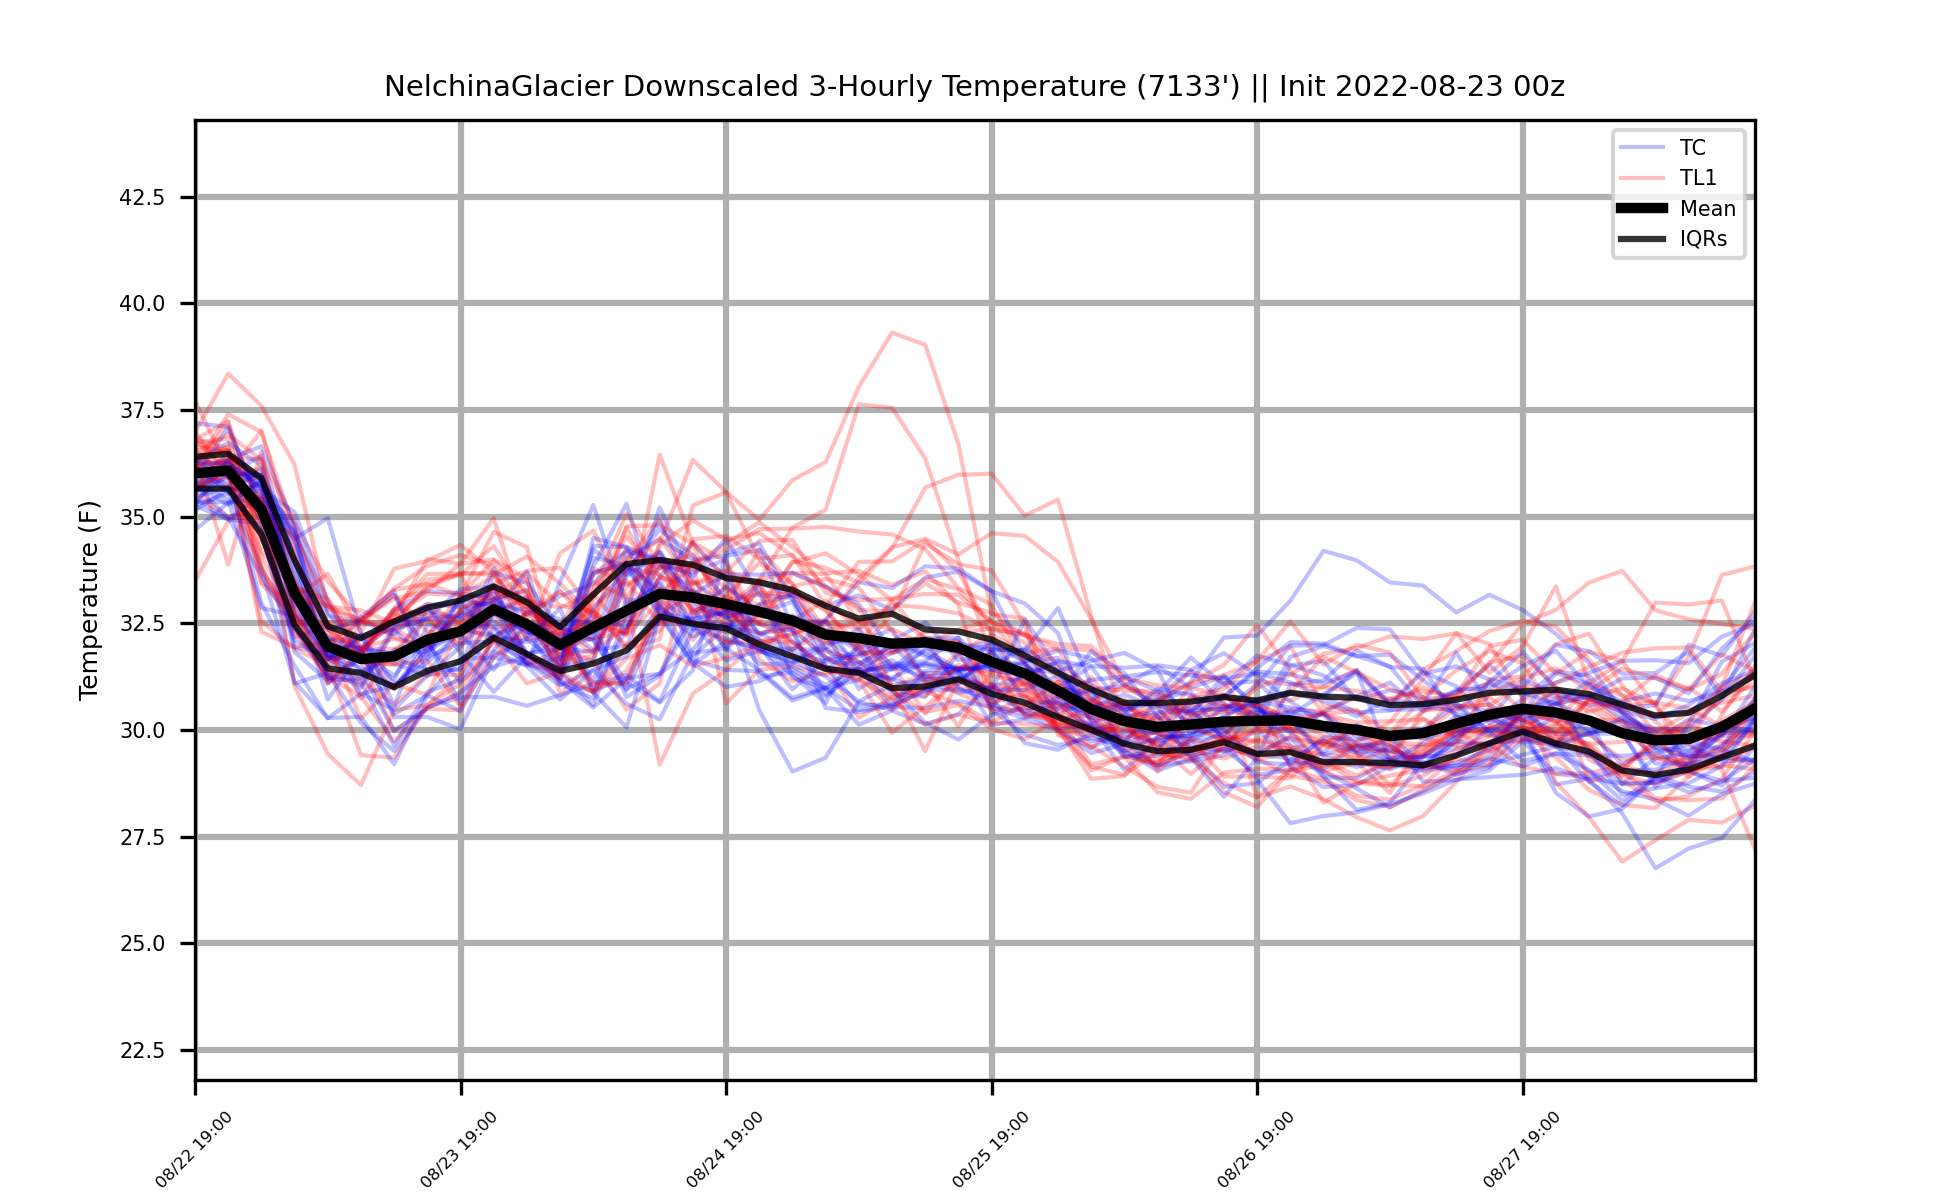 NelchinaGlacier Downscaled 3-Hourly Temperature (7133') || Init 2022-08-23 00z
TC
TL1
Mean
IQRs
Temperature (F)
42.5
40.0
37.5
35.0
32.5
30.0
27.5
25.0
22.5
08/22 19:00
08/23 19:00
08/24 19:00
08/25 19:00
08/26 19:00
08/27 19:00